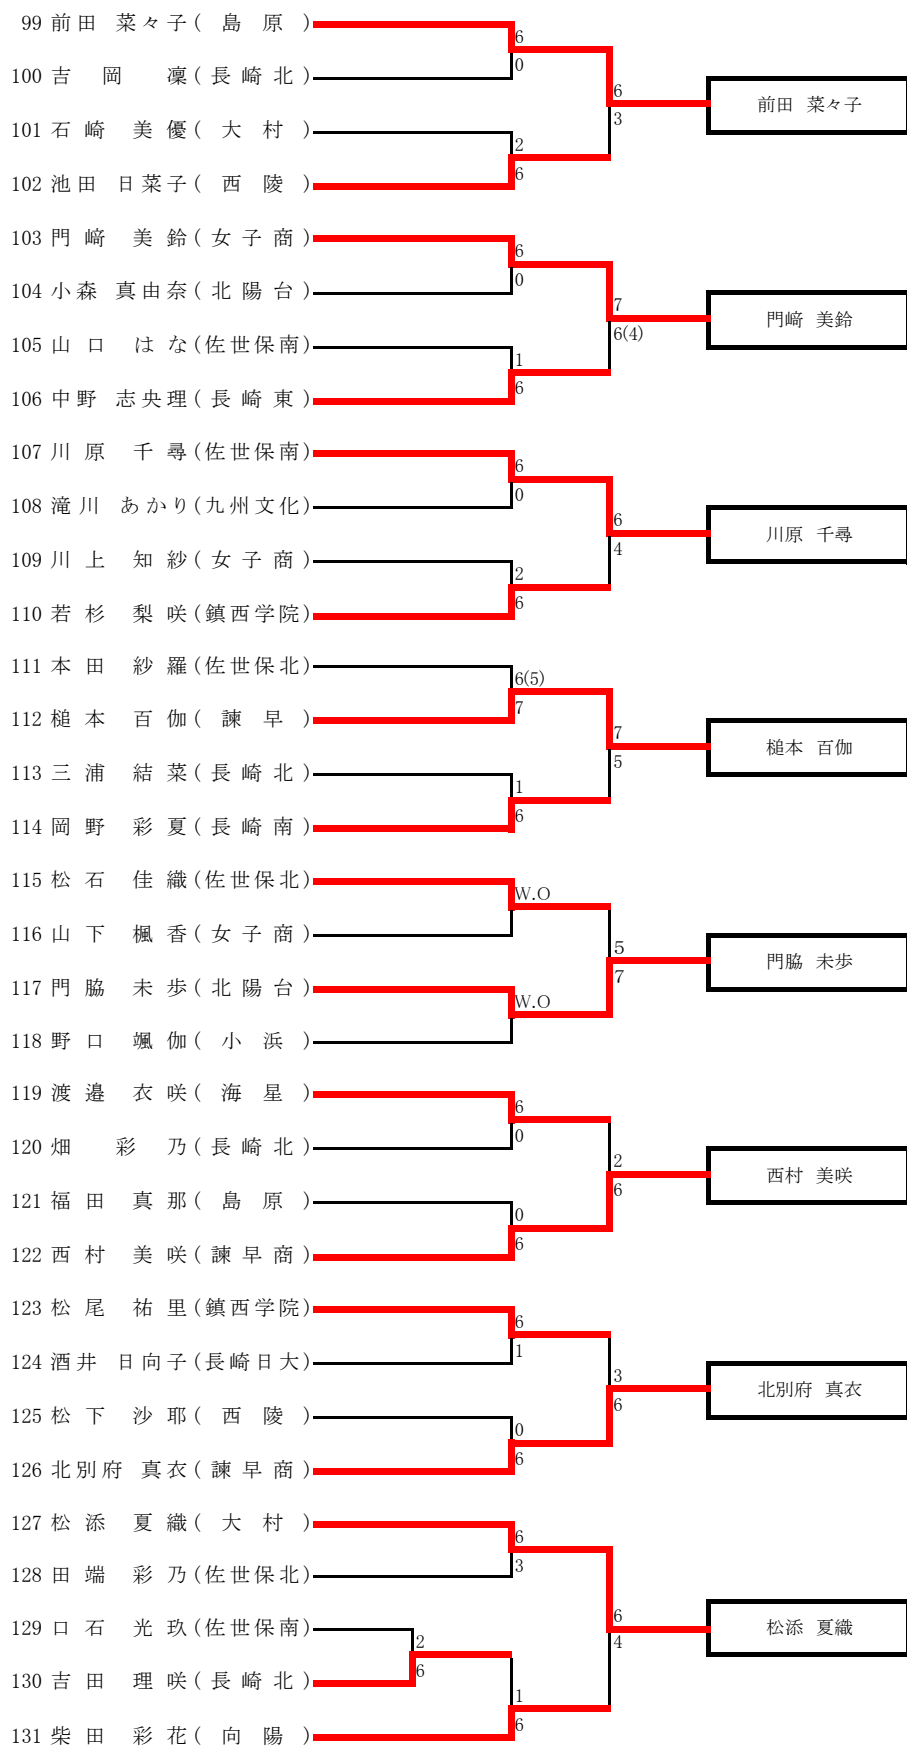 99 前田 菜々子 ( 島 原 )
6
0
100 吉 岡 凜 ( 長 崎 北 )
6
3
前田 菜々子
101 石 崎 美 優 ( 大 村 )
2
6
102 池田 日菜子 ( 西 陵 )
103 門 﨑 美 鈴 ( 女 子 商 )
6
0
104 小森 真由奈 ( 北 陽 台 )
7
6(4)
門﨑 美鈴
105 山 口 は な (佐世保南)
1
6
106 中野 志央理 ( 長 崎 東 )
107 川 原 千 尋 (佐世保南)
6
0
108 滝川 あかり (九州文化)
6
4
川原 千尋
109 川 上 知 紗 ( 女 子 商 )
2
6
110 若 杉 梨 咲 (鎮西学院)
111 本 田 紗 羅 (佐世保北)
6(5)
7
112 槌 本 百 伽 ( 諫 早 )
7
5
槌本 百伽
113 三 浦 結 菜 ( 長 崎 北 )
1
6
114 岡 野 彩 夏 ( 長 崎 南 )
115 松 石 佳 織 (佐世保北)
W.O
116 山 下 楓 香 ( 女 子 商 )
5
7
門脇 未歩
117 門 脇 未 歩 ( 北 陽 台 )
W.O
118 野 口 颯 伽 ( 小 浜 )
119 渡 邉 衣 咲 ( 海 星 )
6
0
120 畑 彩 乃 ( 長 崎 北 )
2
6
西村 美咲
121 福 田 真 那 ( 島 原 )
0
6
122 西 村 美 咲 ( 諫 早 商 )
123 松 尾 祐 里 (鎮西学院)
6
1
124 酒井 日向子 (長崎日大)
3
6
北別府 真衣
125 松 下 沙 耶 ( 西 陵 )
0
6
126 北別府 真衣 ( 諫 早 商 )
127 松 添 夏 織 ( 大 村 )
6
3
128 田 端 彩 乃 (佐世保北)
6
4
松添 夏織
129 口 石 光 玖 (佐世保南)
2
6
130 吉 田 理 咲 ( 長 崎 北 )
1
6
131 柴 田 彩 花 ( 向 陽 )